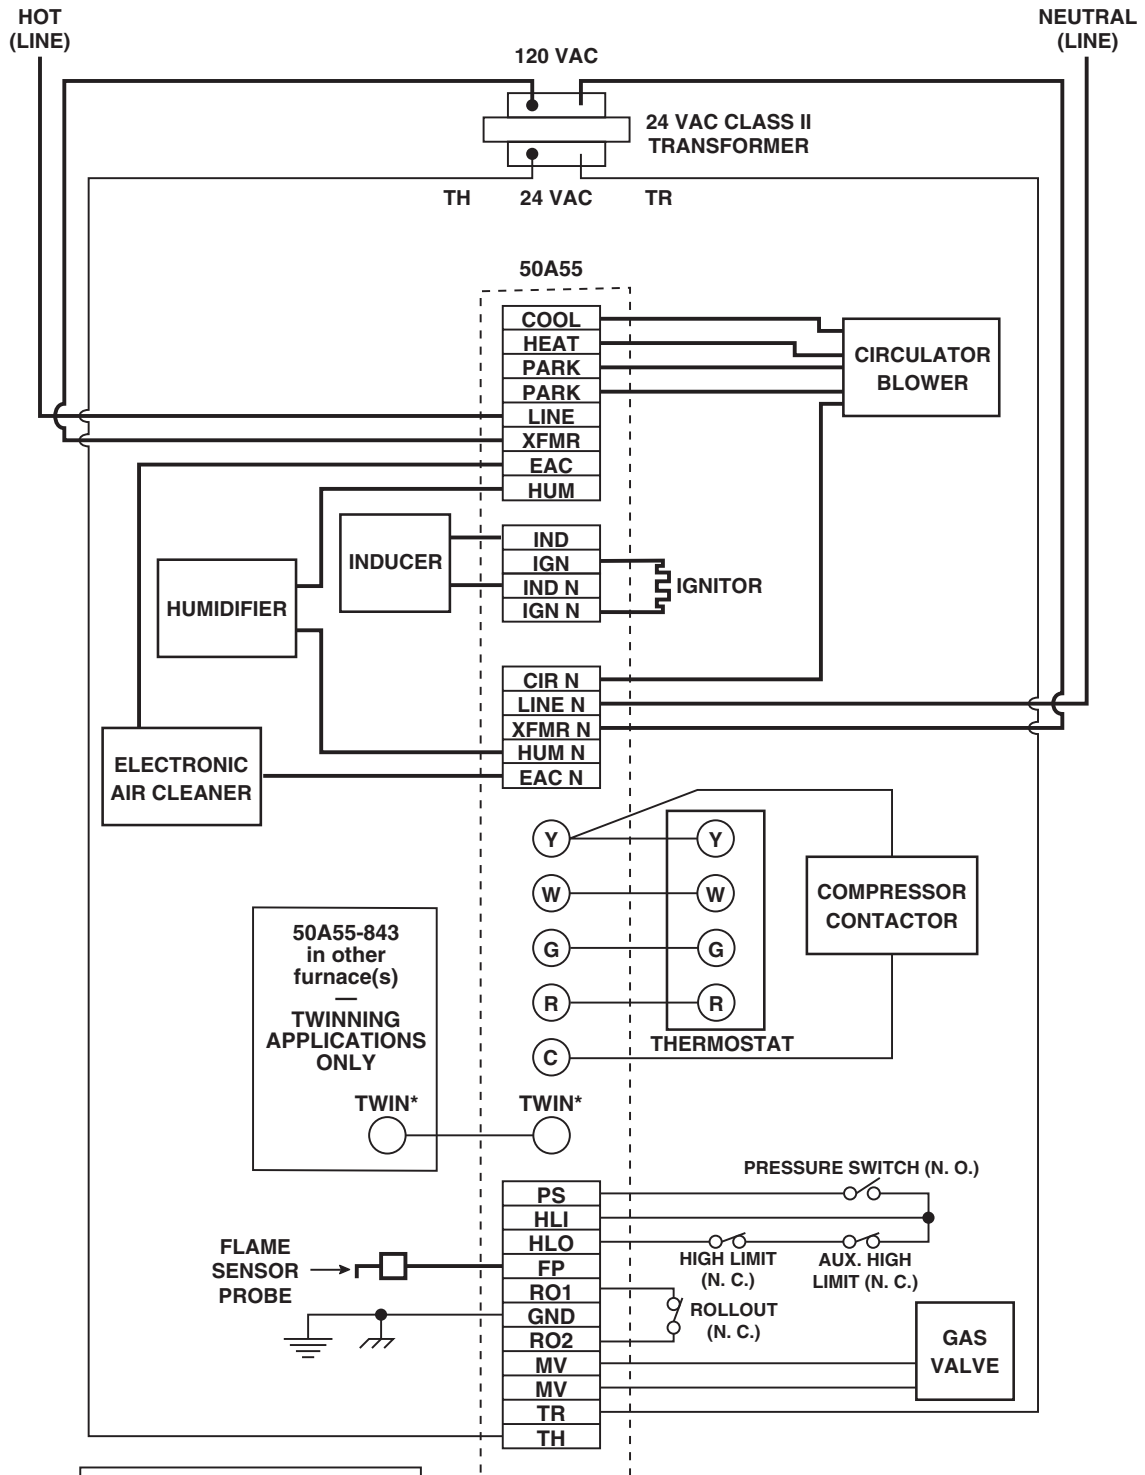 HOT
(LINE)
NEUTRAL
(LINE)
120 VAC
24 VAC CLASS II
TRANSFORMER
TH
24 VAC
TR
50A55
COOL
HEAT
PARK
PARK
LINE
XFMR
EAC
HUM
CIRCULATOR
BLOWER
INDUCER
HUMIDIFIER
IND
IGN
IND N
IGN N
IGNITOR
CIR N
LINE N
XFMR N
HUM N
EAC N
ELECTRONIC
AIR CLEANER
Y
W
G
R
C
Y
W
G
R
THERMOSTAT
COMPRESSOR
CONTACTOR
50A55-843
in other
furnace(s)
—
TWINNING
APPLICATIONS
ONLY
TWIN*
TWIN*
PRESSURE SWITCH (N. O.)
PS
HLI
HLO
FP
RO1
GND
RO2
MV
MV
TR
TH
HIGH LIMIT
(N. C.)
AUX. HIGH
LIMIT (N. C.)
FLAME
SENSOR
PROBE
ROLLOUT
(N. C.)
GAS
VALVE